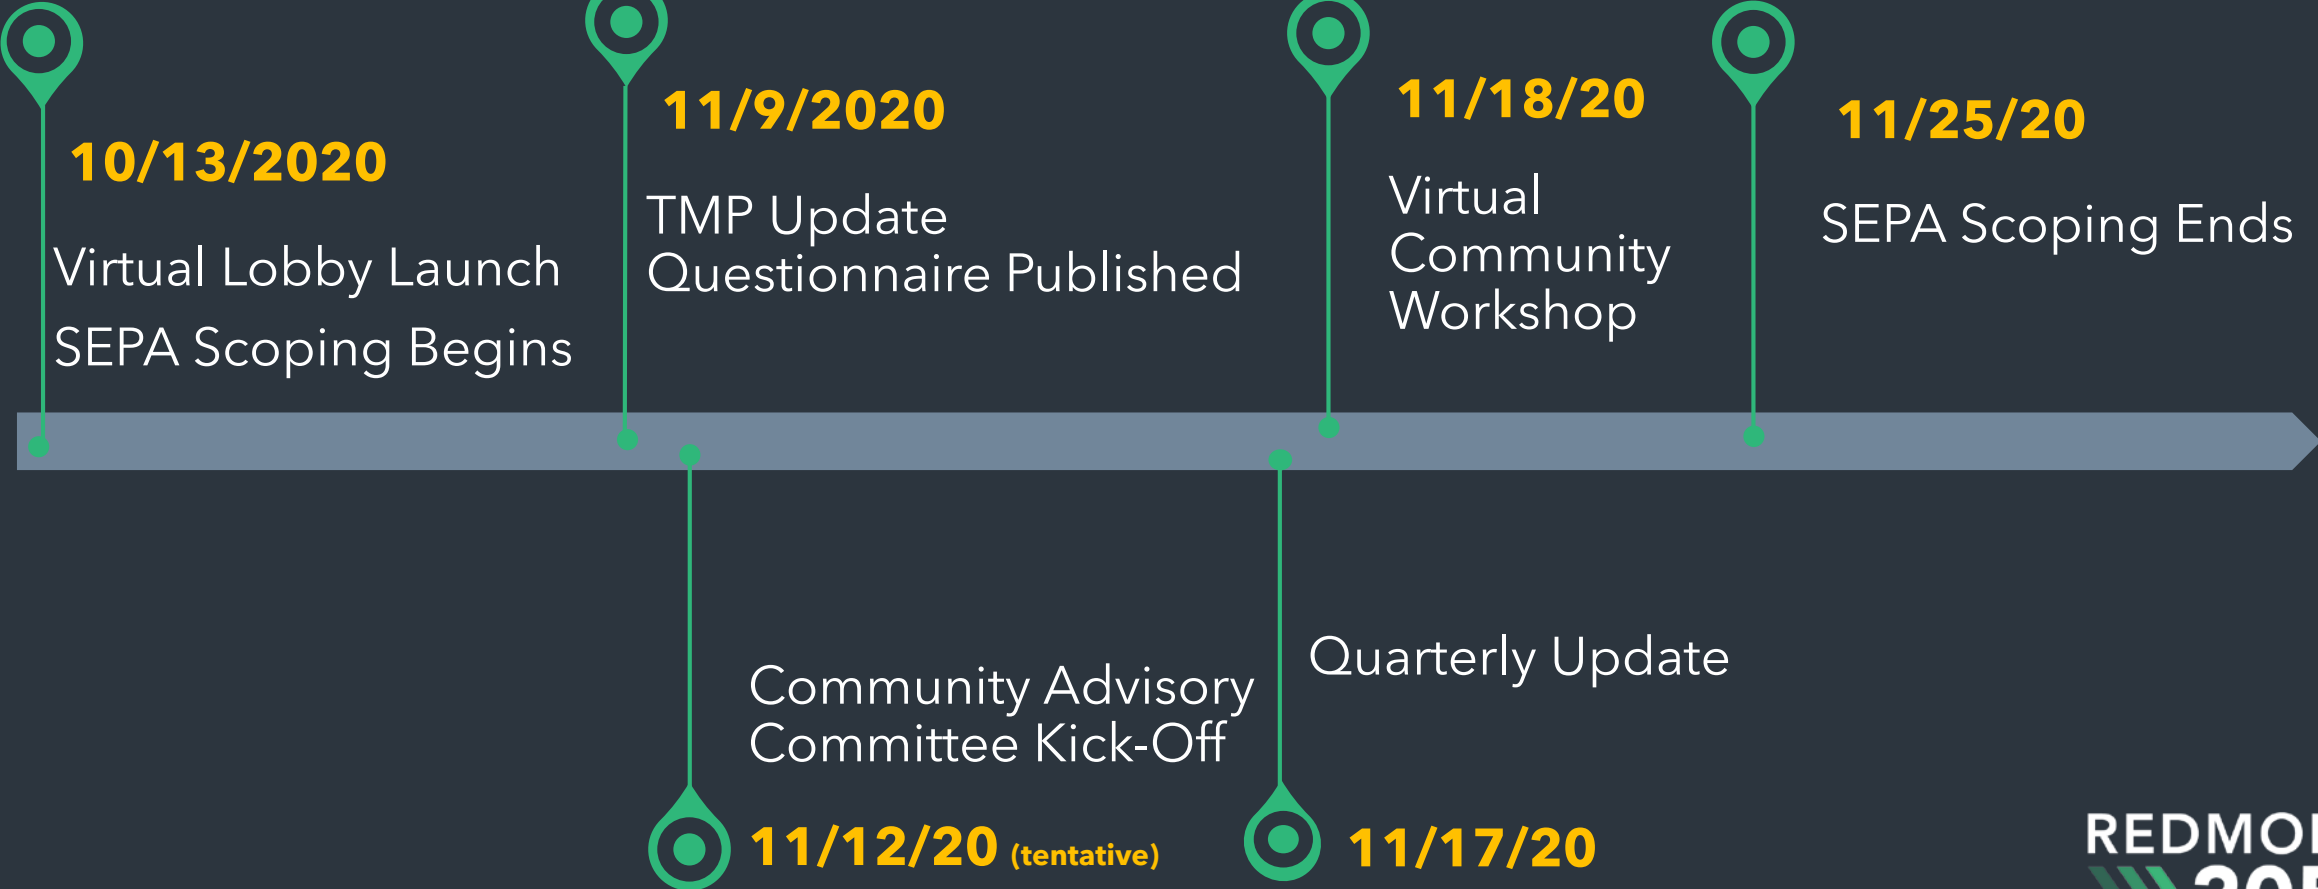 10/13/2020
Virtual Lobby Launch
SEPA Scoping Begins
11/9/2020
TMP Update
Questionnaire Published
11/18/20
Virtual
Community
Workshop
11/25/20
SEPA Scoping Ends
Community Advisory
Committee Kick-Off
11/12/20 (tentative)
Quarterly Update
11/17/20